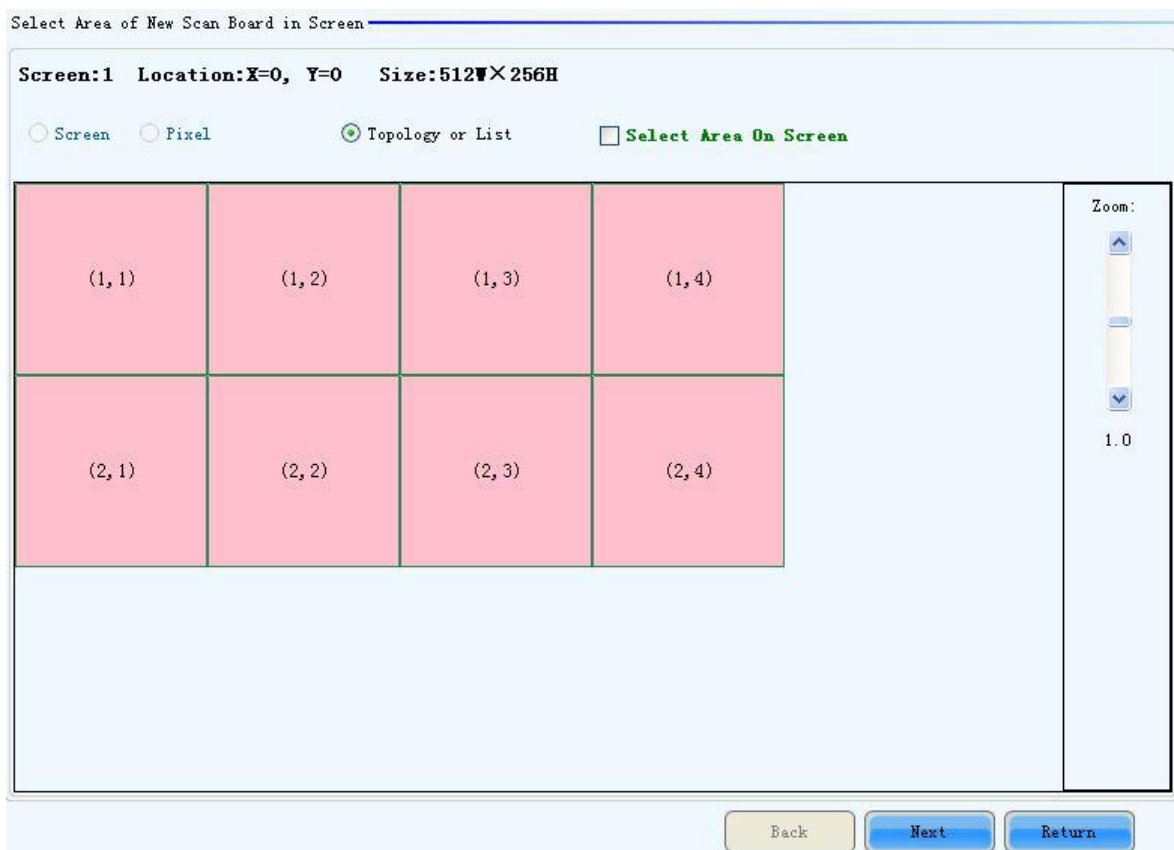 Select Area of New Scan Board in Screen
Screen:1 Location:X=0, Y=0 Size:512W×256H
Screen Pixel Topology or List Select Area On Screen
Zoom:
(1,1) (1,2) (1,3) (1,4)
1.0
(2,1) (2,2) (2,3) (2,4)
Back Next Return